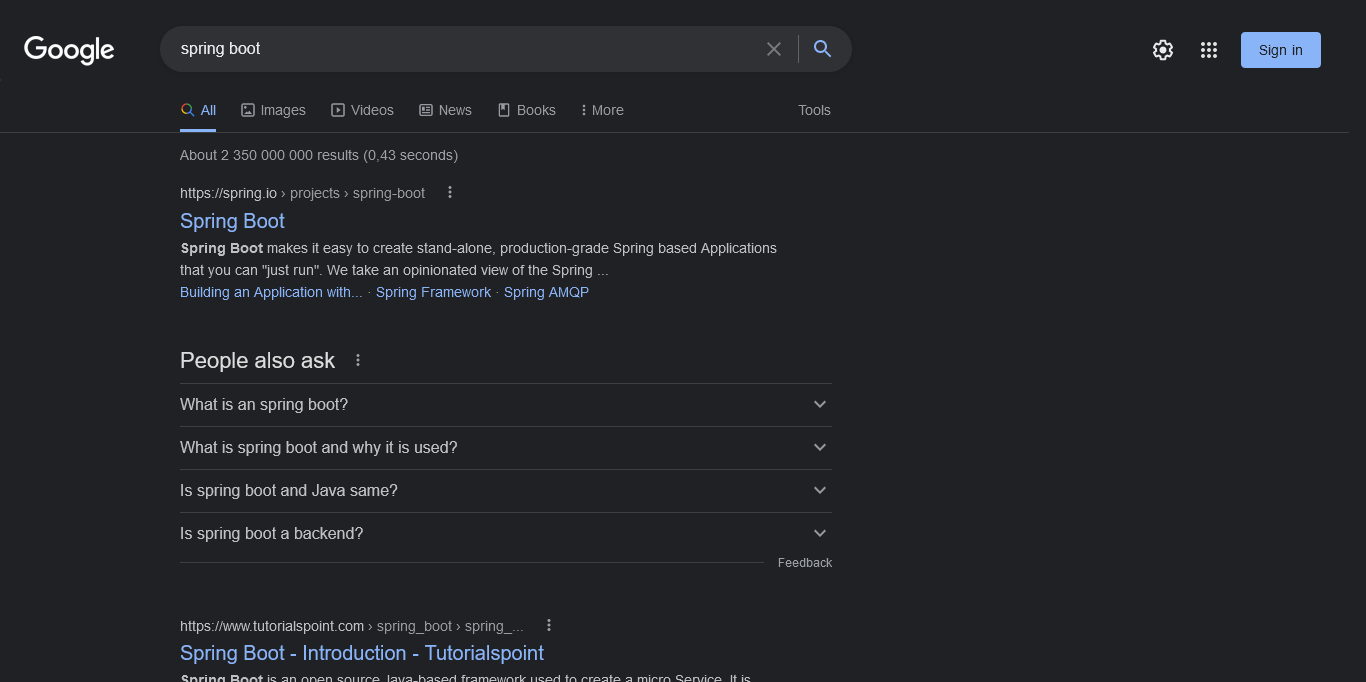 Google
spring boot
Sign in
All Images Videos News Books More Tools
About 2 350 000 000 results (0,43 seconds)
https://spring.io › projects › spring-boot
Spring Boot
Spring Boot makes it easy to create stand-alone, production-grade Spring based Applications
that you can "just run". We take an opinionated view of the Spring ...
Building an Application with... · Spring Framework · Spring AMQP
People also ask
What is an spring boot?
What is spring boot and why it is used?
Is spring boot and Java same?
Is spring boot a backend?
Feedback
https://www.tutorialspoint.com › spring_boot › spring_...
Spring Boot - Introduction - Tutorialspoint
Spring Boot is an open source Java-based framework used to create a micro Service. It is